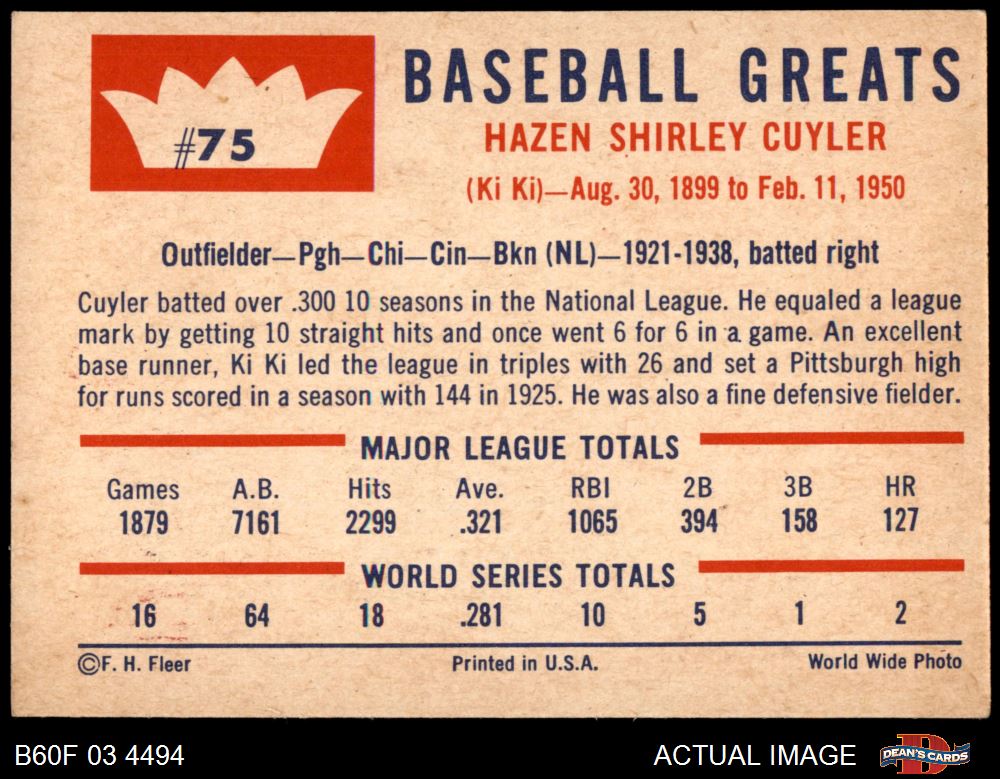 BASEBALL GREATS
#75
HAZEN SHIRLEY CUYLER
(Ki Ki)—Aug. 30, 1899 to Feb. 11, 1950
Outfielder—Pgh—Chi—Cin—Bkn (NL)—1921-1938, batted right
Cuyler batted over .300 10 seasons in the National League. He equaled a league
mark by getting 10 straight hits and once went 6 for 6 in a game. An excellent
base runner, Ki Ki led the league in triples with 26 and set a Pittsburgh high
for runs scored in a season with 144 in 1925. He was also a fine defensive fielder.
MAJOR LEAGUE TOTALS
Games A.B. Hits Ave. RBI 2B 3B HR
1879 7161 2299 .321 1065 394 158 127
WORLD SERIES TOTALS
16 64 18 .281 10 5 1 2
©F. H. Fleer Printed in U.S.A. World Wide Photo
B60F 03 4494 ACTUAL IMAGE DEAN'S CARDS